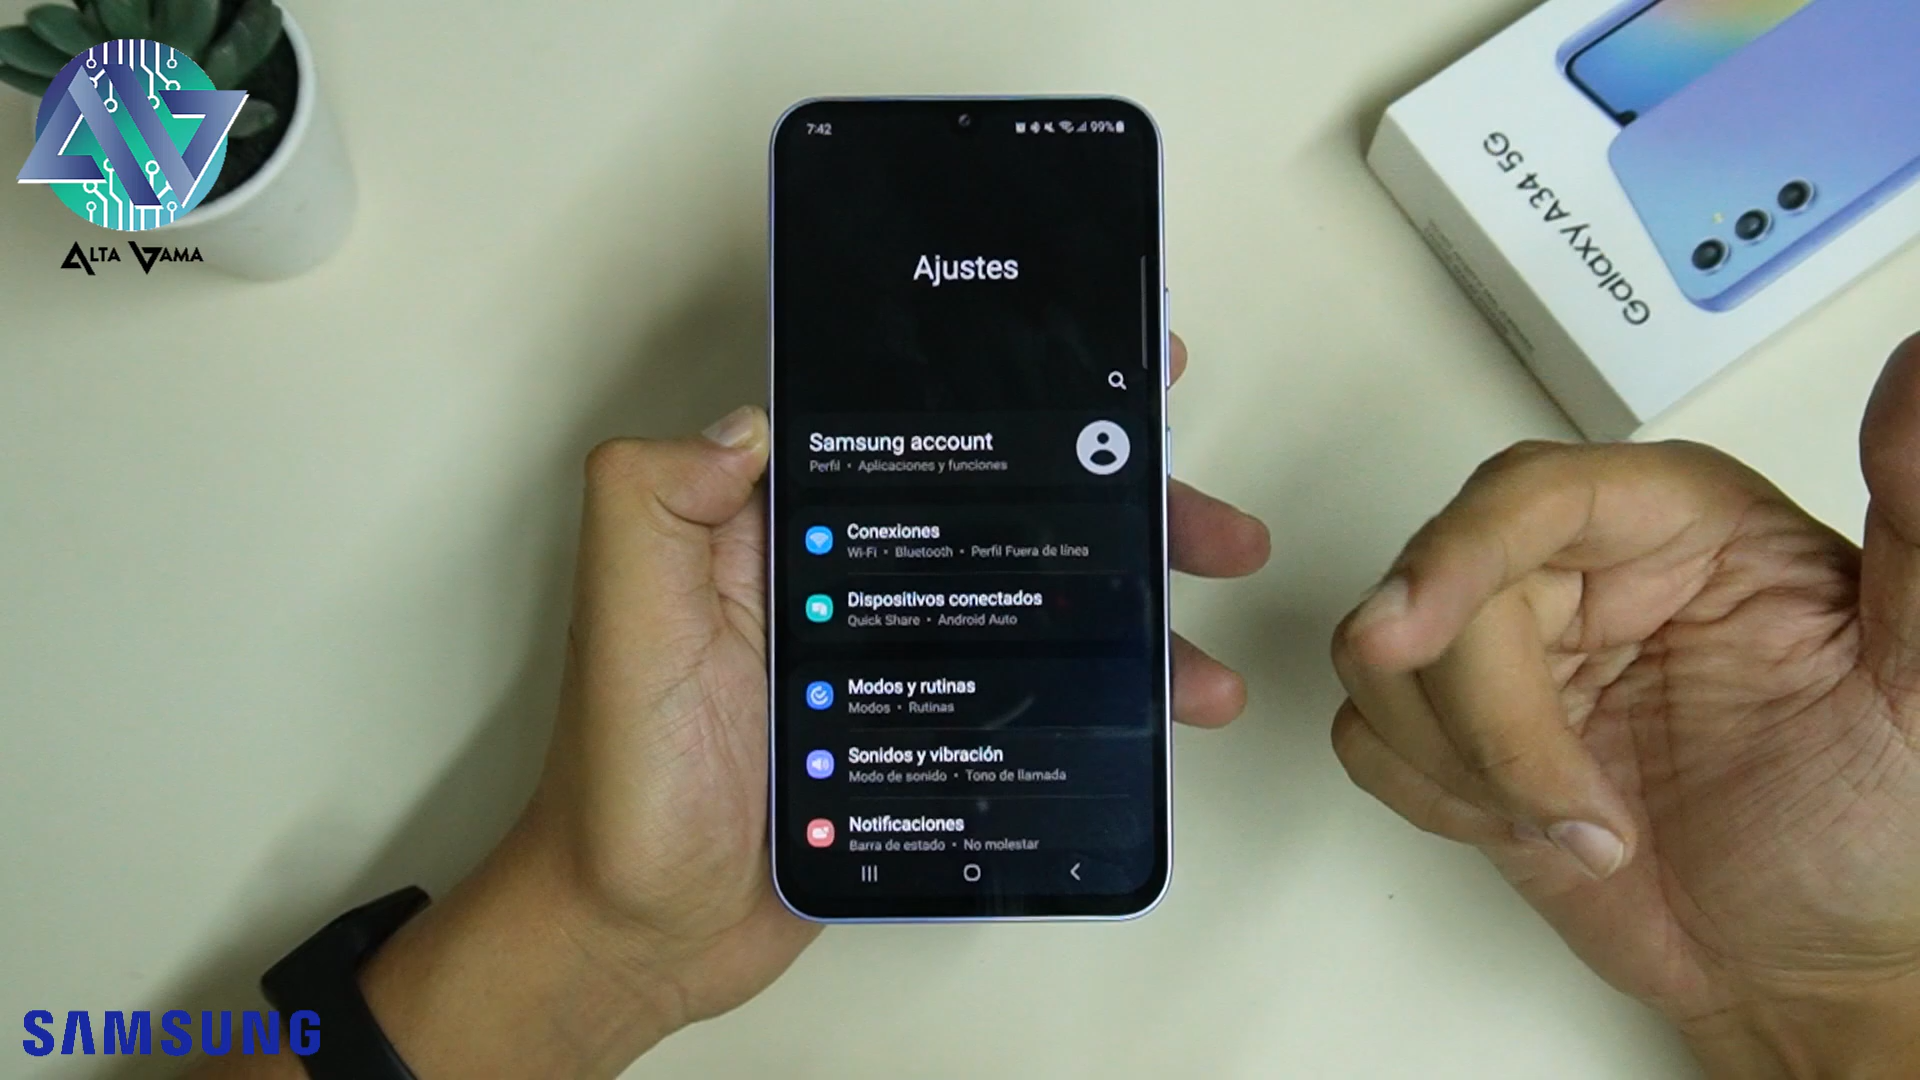 ALTA GAMA
7:42
99%
Ajustes
Samsung account
Perfil • Aplicaciones y funciones
Conexiones
Wi-Fi • Bluetooth • Perfil Fuera de línea
Dispositivos conectados
Quick Share • Android Auto
Modos y rutinas
Modos • Rutinas
Sonidos y vibración
Modo de sonido • Tono de llamada
Notificaciones
Barra de estado • No molestar
Galaxy A34 5G
SAMSUNG